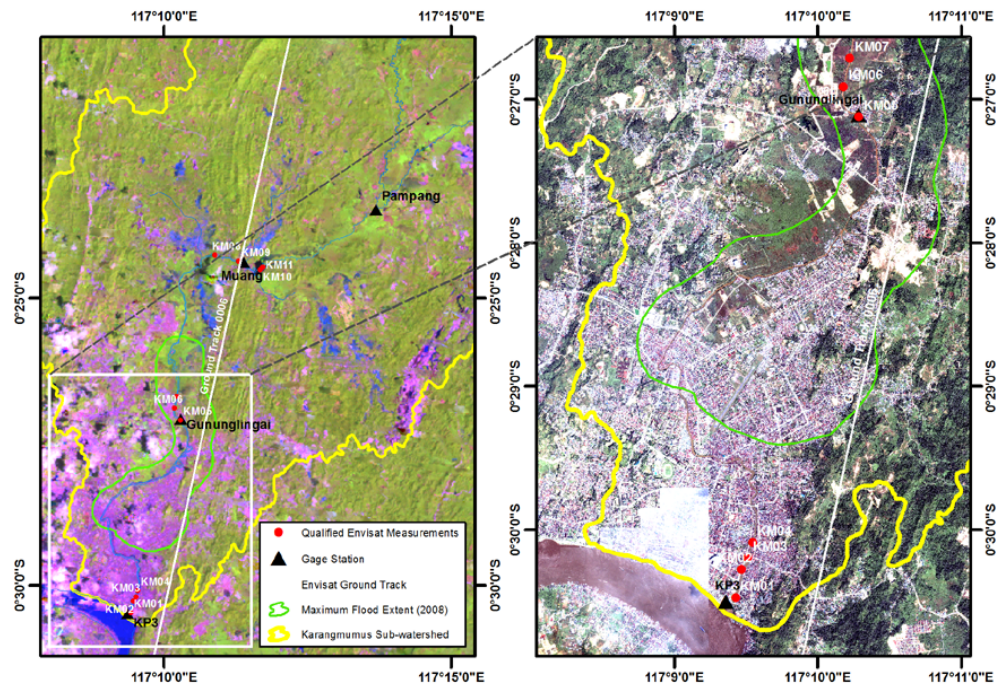 117°10'0"E
117°15'0"E
0°25'0"S
0°30'0"S
Pampang
KM09
KM11
Muang
KM10
Ground Track 0006
KM06
KM05
Gununglingai
KM04
KM03
KM02
KM01
KP3
Qualified Envisat Measurements
Gage Station
Envisat Ground Track
Maximum Flood Extent (2008)
Karangmumus Sub-watershed
0°25'0"S
0°30'0"S
117°10'0"E
117°15'0"E
117°9'0"E
117°10'0"E
117°11'0"E
0°27'0"S
0°28'0"S
0°29'0"S
0°30'0"S
KM07
KM06
Gununglingai
KM05
Ground Track 0006
KM04
KM03
KM02
KP3
KM01
0°27'0"S
0°28'0"S
0°29'0"S
0°30'0"S
117°9'0"E
117°10'0"E
117°11'0"E